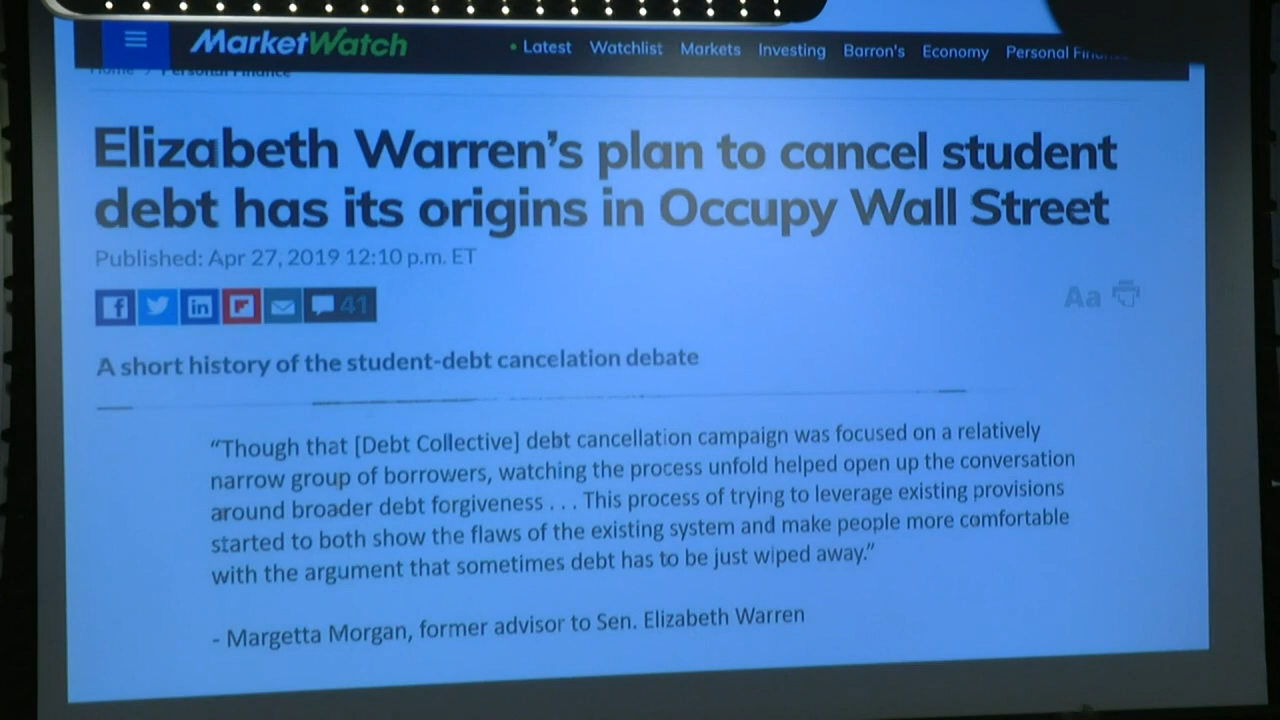 MarketWatch
Latest Watchlist Markets Investing Barron's Economy Personal
Home Personal Finance
Elizabeth Warren's plan to cancel student
debt has its origins in Occupy Wall Street
Published: Apr 27, 2019 12:10 p.m. ET
f in 41
Aa
A short history of the student-debt cancelation debate
“Though that [Debt Collective] debt cancellation campaign was focused on a relatively
narrow group of borrowers, watching the process unfold helped open up the conversation
around broader debt forgiveness . . . This process of trying to leverage existing provisions
started to both show the flaws of the existing system and make people more comfortable
with the argument that sometimes debt has to be just wiped away.”
- Margetta Morgan, former advisor to Sen. Elizabeth Warren